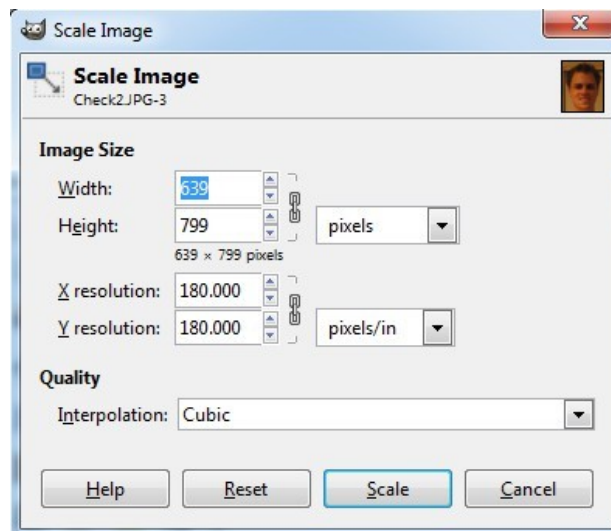 Scale Image
Scale Image
Check2.JPG-3
Image Size
Width: 639
Height: 799 pixels
639 × 799 pixels
X resolution: 180.000
Y resolution: 180.000 pixels/in
Quality
Interpolation: Cubic
Help Reset Scale Cancel